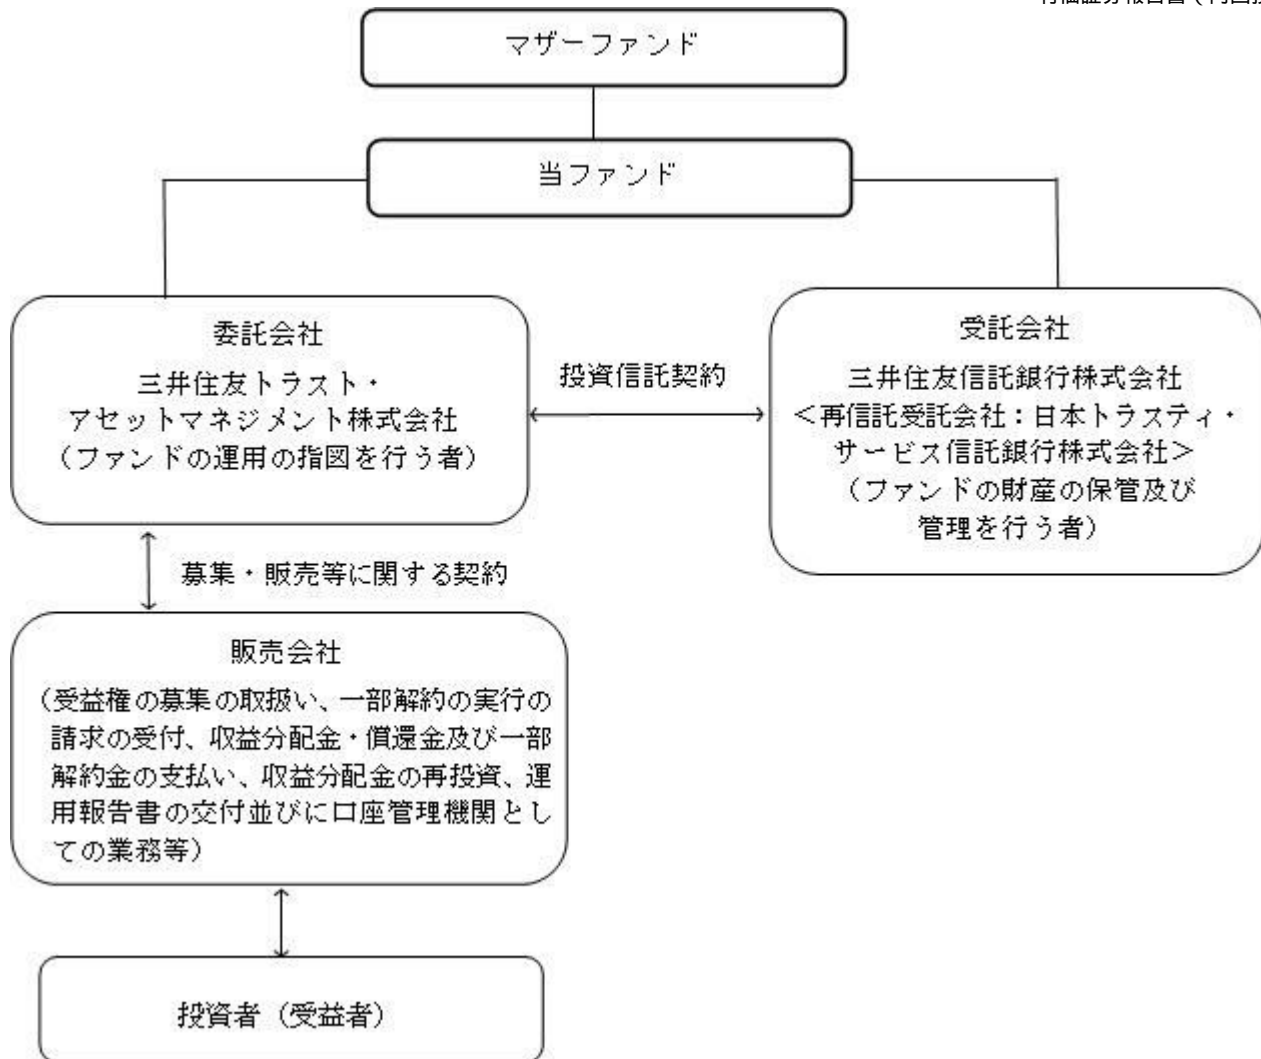 有価証券報告書（内国投
マザーファンド
当ファンド
委託会社
三井住友トラスト・
アセットマネジメント株式会社
（ファンドの運用の指図を行う者）
投資信託契約
受託会社
三井住友信託銀行株式会社
＜再信託受託会社：日本トラスティ・
サービス信託銀行株式会社＞
（ファンドの財産の保管及び
管理を行う者）
募集・販売等に関する契約
販売会社
（受益権の募集の取扱い、一部解約の実行の
請求の受付、収益分配金・償還金及び一部
解約金の支払い、収益分配金の再投資、運
用報告書の交付並びに口座管理機関とし
ての業務等）
投資者（受益者）